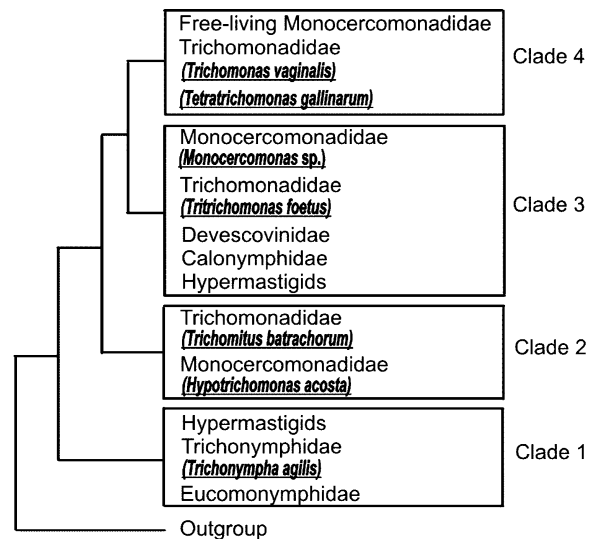 Free-living Monocercomonadidae
Trichomonadidae
(Trichomonas vaginalis)
(Tetratrichomonas gallinarum)
Clade 4
Monocercomonadidae
(Monocercomonas sp.)
Trichomonadidae
(Tritrichomonas foetus)
Devescovinidae
Calonymphidae
Hypermastigids
Clade 3
Trichomonadidae
(Trichomitus batrachorum)
Monocercomonadidae
(Hypotrichomonas acosta)
Clade 2
Hypermastigids
Trichonymphidae
(Trichonympha agilis)
Eucomonymphidae
Clade 1
Outgroup